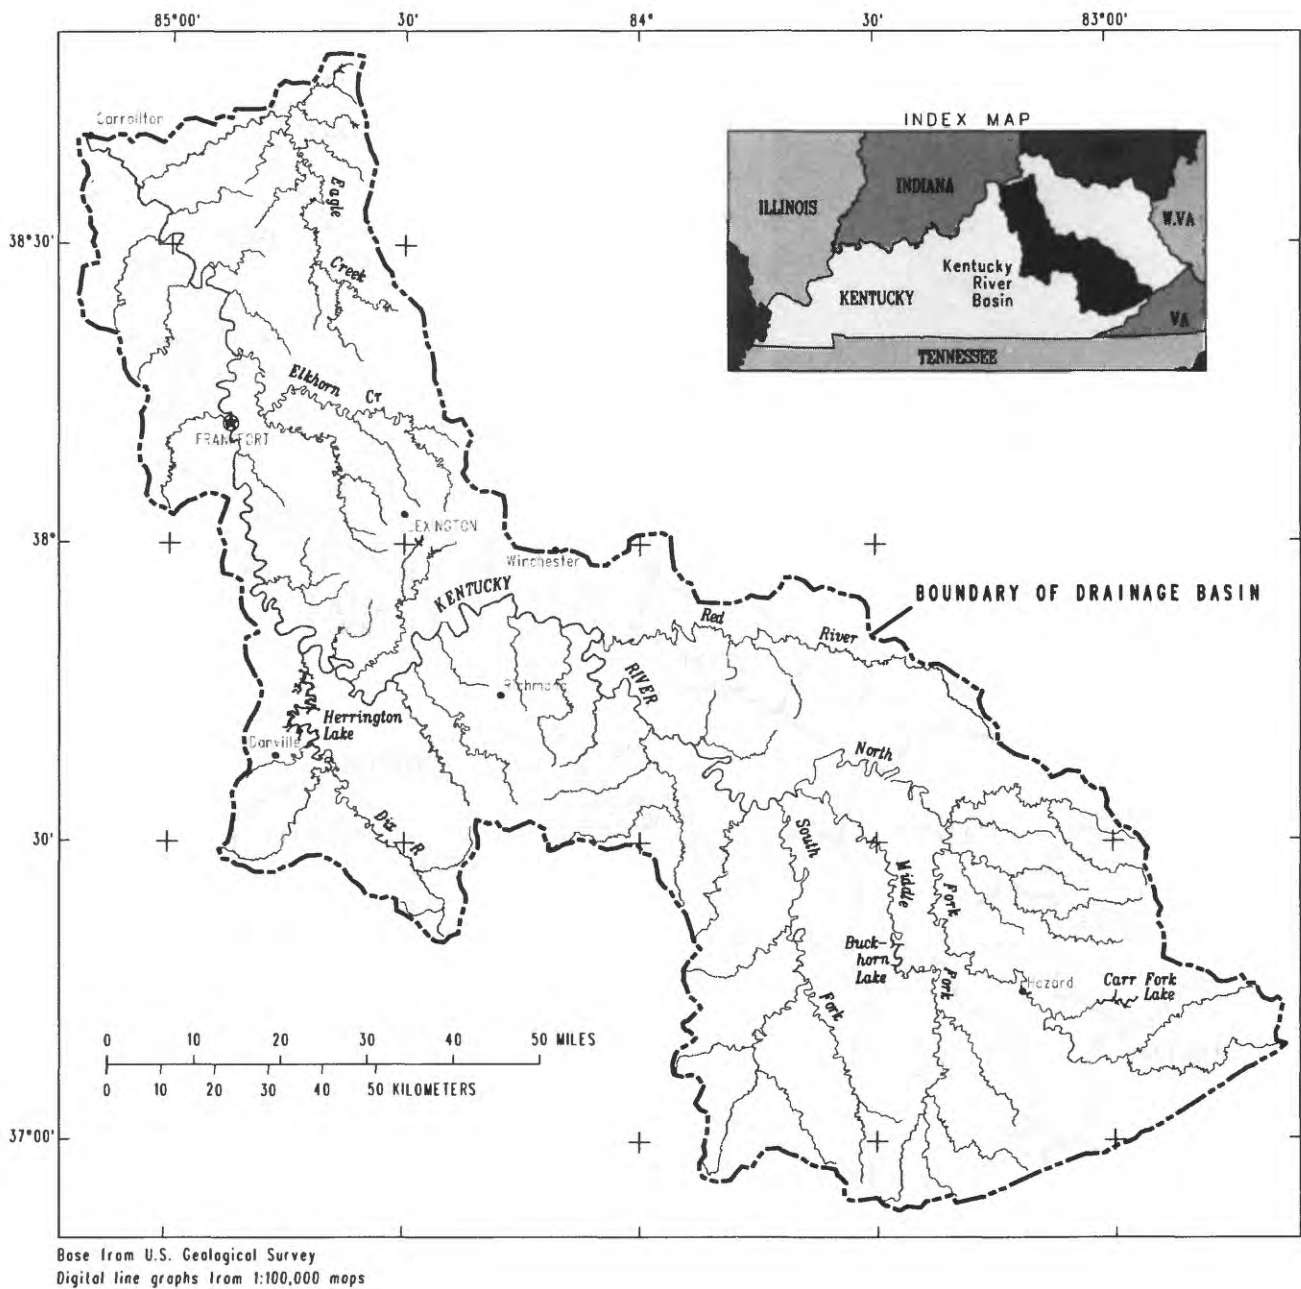 85°00' 30' 84° 30' 83°00'
Carrollton
INDEX MAP
ILLINOIS
INDIANA
W.VA
Kentucky
River
Basin
KENTUCKY
VA
TENNESSEE
Eagle
Creek
38°30'
Elkhorn Cr
FRANKFORT
LEXINGTON
38°
Winchester
KENTUCKY
BOUNDARY OF DRAINAGE BASIN
Red
River
RIVER
Richmond
Herrington
Lake
Danville
North
Dix R
30'
South
Middle
Fork
Buck-
horn
Lake
Fork
Hazard
Carr Fork
Lake
Fork
0 10 20 30 40 50 MILES
0 10 20 30 40 50 KILOMETERS
37°00'
Base from U.S. Geological Survey
Digital line graphs from 1:100,000 maps